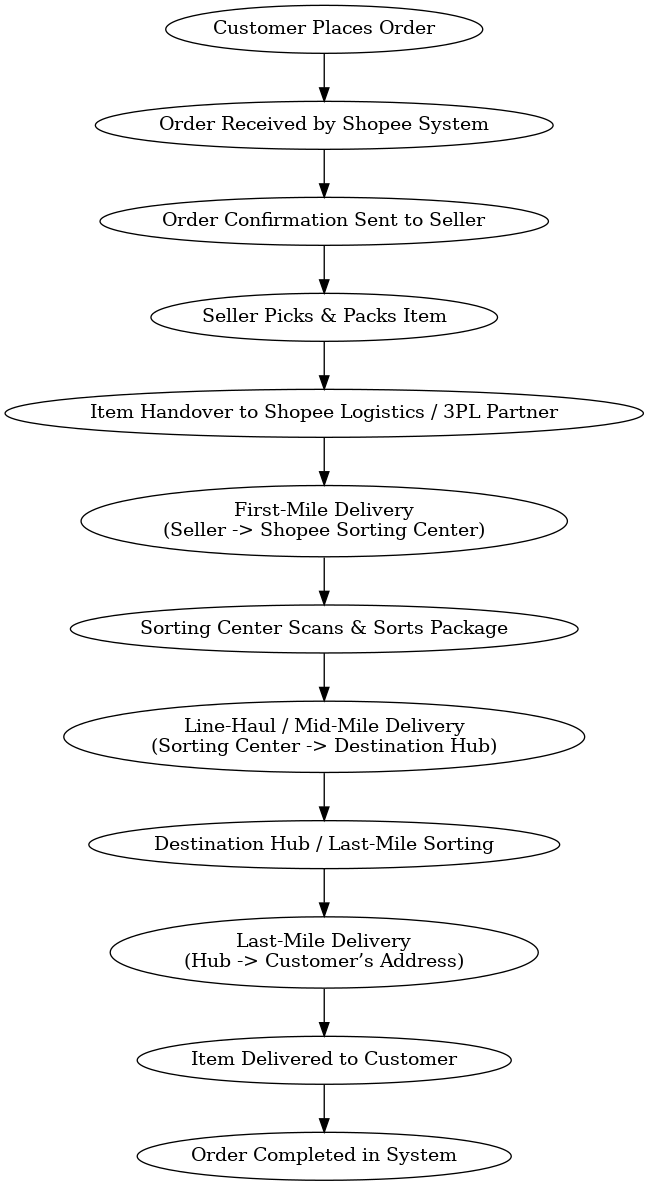 Customer Places Order
Order Received by Shopee System
Order Confirmation Sent to Seller
Seller Picks & Packs Item
Item Handover to Shopee Logistics / 3PL Partner
First-Mile Delivery
(Seller -> Shopee Sorting Center)
Sorting Center Scans & Sorts Package
Line-Haul / Mid-Mile Delivery
(Sorting Center -> Destination Hub)
Destination Hub / Last-Mile Sorting
Last-Mile Delivery
(Hub -> Customer’s Address)
Item Delivered to Customer
Order Completed in System